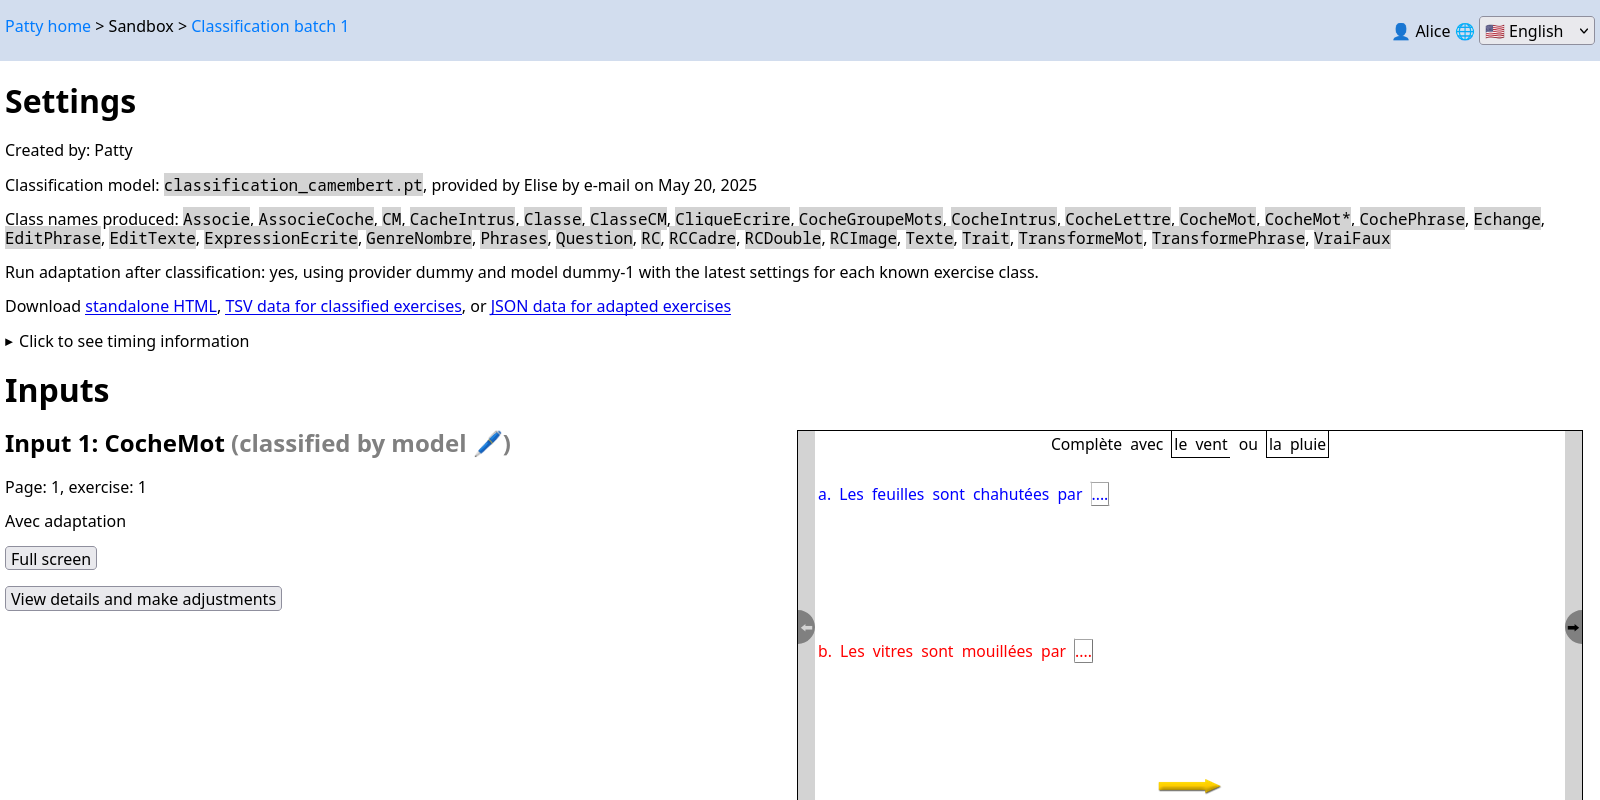 Patty home > Sandbox > Classification batch 1
👤 Alice 🌐 🇺🇸 English
Settings
Created by: Patty
Classification model: classification_camembert.pt, provided by Elise by e-mail on May 20, 2025
Class names produced: Associe, AssocieCoche, CM, CacheIntrus, Classe, ClasseCM, CliqueEcrire, CocheGroupeMots, CocheIntrus, CocheLettre, CocheMot, CocheMot*, CochePhrase, Echange,
EditPhrase, EditTexte, ExpressionEcrite, GenreNombre, Phrases, Question, RC, RCCadre, RCDouble, RCImage, Texte, Trait, TransformeMot, TransformePhrase, VraiFaux
Run adaptation after classification: yes, using provider dummy and model dummy-1 with the latest settings for each known exercise class.
Download standalone HTML, TSV data for classified exercises, or JSON data for adapted exercises
▸ Click to see timing information
Inputs
Input 1: CocheMot (classified by model 🖊️)
Page: 1, exercise: 1
Avec adaptation
Full screen
View details and make adjustments
Complète avec le vent ou la pluie
a. Les feuilles sont chahutées par ....
b. Les vitres sont mouillées par ....